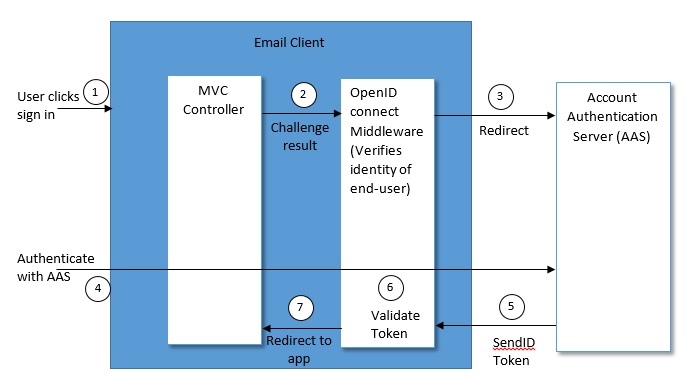 Email Client
User clicks
sign in
1
MVC
Controller
2
Challenge
result
OpenID
connect
Middleware
(Verifies
identity of
end-user)
3
Redirect
Account
Authentication
Server (AAS)
Authenticate
with AAS
4
5
SendID
Token
6
Validate
Token
7
Redirect to
app